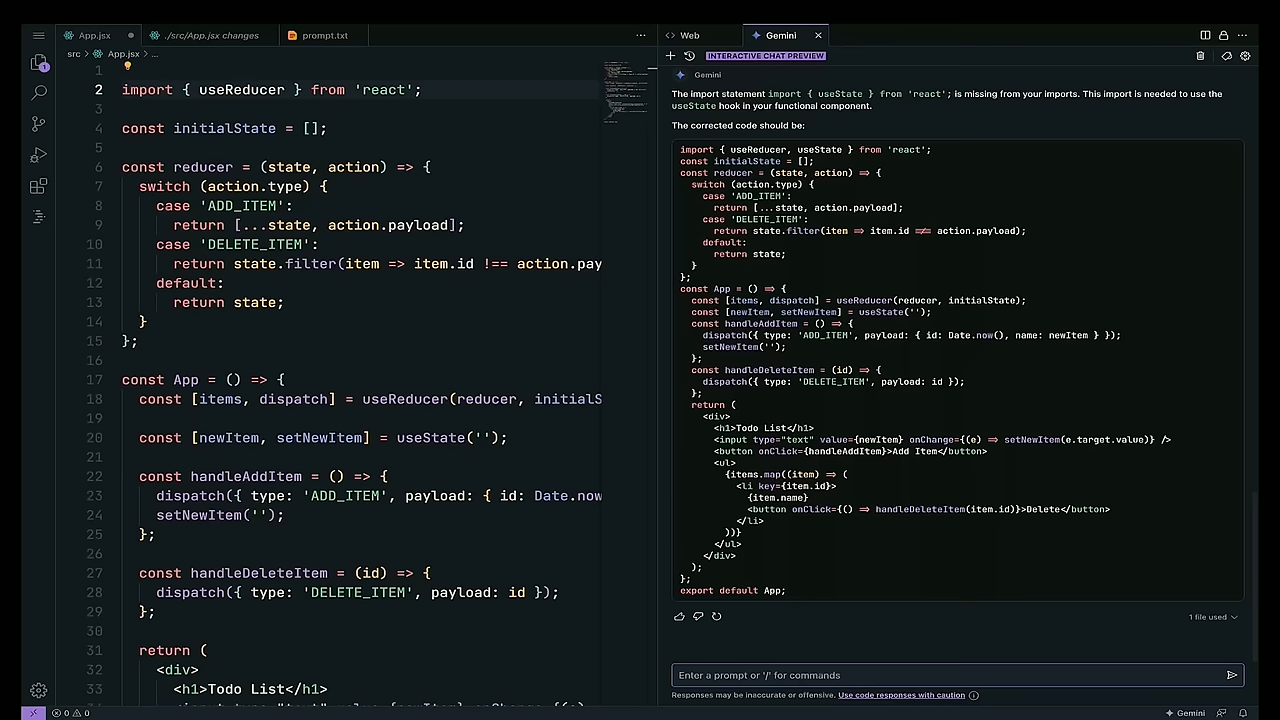 App.jsx
./src/App.jsx changes
prompt.txt
src > App.jsx > ...
1
2 import { useReducer } from 'react';
3
4 const initialState = [];
5
6 const reducer = (state, action) => {
7 switch (action.type) {
8 case 'ADD_ITEM':
9 return [...state, action.payload];
10 case 'DELETE_ITEM':
11 return state.filter(item => item.id !== action.pay
12 default:
13 return state;
14 }
15 };
16
17 const App = () => {
18 const [items, dispatch] = useReducer(reducer, initialS
19
20 const [newItem, setNewItem] = useState('');
21
22 const handleAddItem = () => {
23 dispatch({ type: 'ADD_ITEM', payload: { id: Date.now
24 setNewItem('');
25 };
26
27 const handleDeleteItem = (id) => {
28 dispatch({ type: 'DELETE_ITEM', payload: id });
29 };
30
31 return (
32 <div>
33 <h1>Todo List</h1>
0 0
<> Web
Gemini
INTERACTIVE CHAT PREVIEW
Gemini
The import statement import { useState } from 'react'; is missing from your imports. This import is needed to use the
useState hook in your functional component.
The corrected code should be:
import { useReducer, useState } from 'react';
const initialState = [];
const reducer = (state, action) => {
switch (action.type) {
case 'ADD_ITEM':
return [...state, action.payload];
case 'DELETE_ITEM':
return state.filter(item => item.id !== action.payload);
default:
return state;
}
};
const App = () => {
const [items, dispatch] = useReducer(reducer, initialState);
const [newItem, setNewItem] = useState('');
const handleAddItem = () => {
dispatch({ type: 'ADD_ITEM', payload: { id: Date.now(), name: newItem } });
setNewItem('');
};
const handleDeleteItem = (id) => {
dispatch({ type: 'DELETE_ITEM', payload: id });
};
return (
<div>
<h1>Todo List</h1>
<input type="text" value={newItem} onChange={(e) => setNewItem(e.target.value)} />
<button onClick={handleAddItem}>Add Item</button>
<ul>
{items.map((item) => (
<li key={item.id}>
{item.name}
<button onClick={() => handleDeleteItem(item.id)}>Delete</button>
</li>
))}
</ul>
</div>
);
};
export default App;
1 file used
Enter a prompt or '/' for commands
Responses may be inaccurate or offensive. Use code responses with caution
Gemini